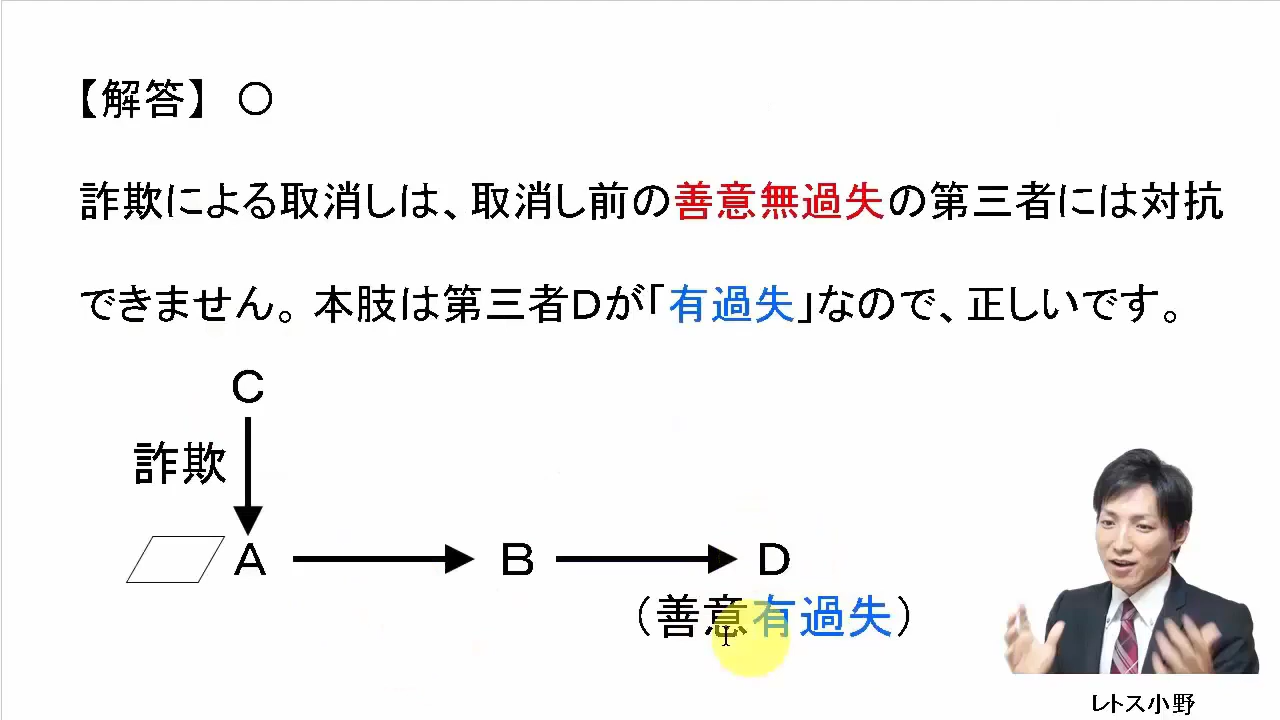 【解答】 ○
詐欺による取消しは、取消し前の善意無過失の第三者には対抗
できません。本肢は第三者Dが「有過失」なので、正しいです。
C
詐欺
A B D
（善意有過失）
レトス小野